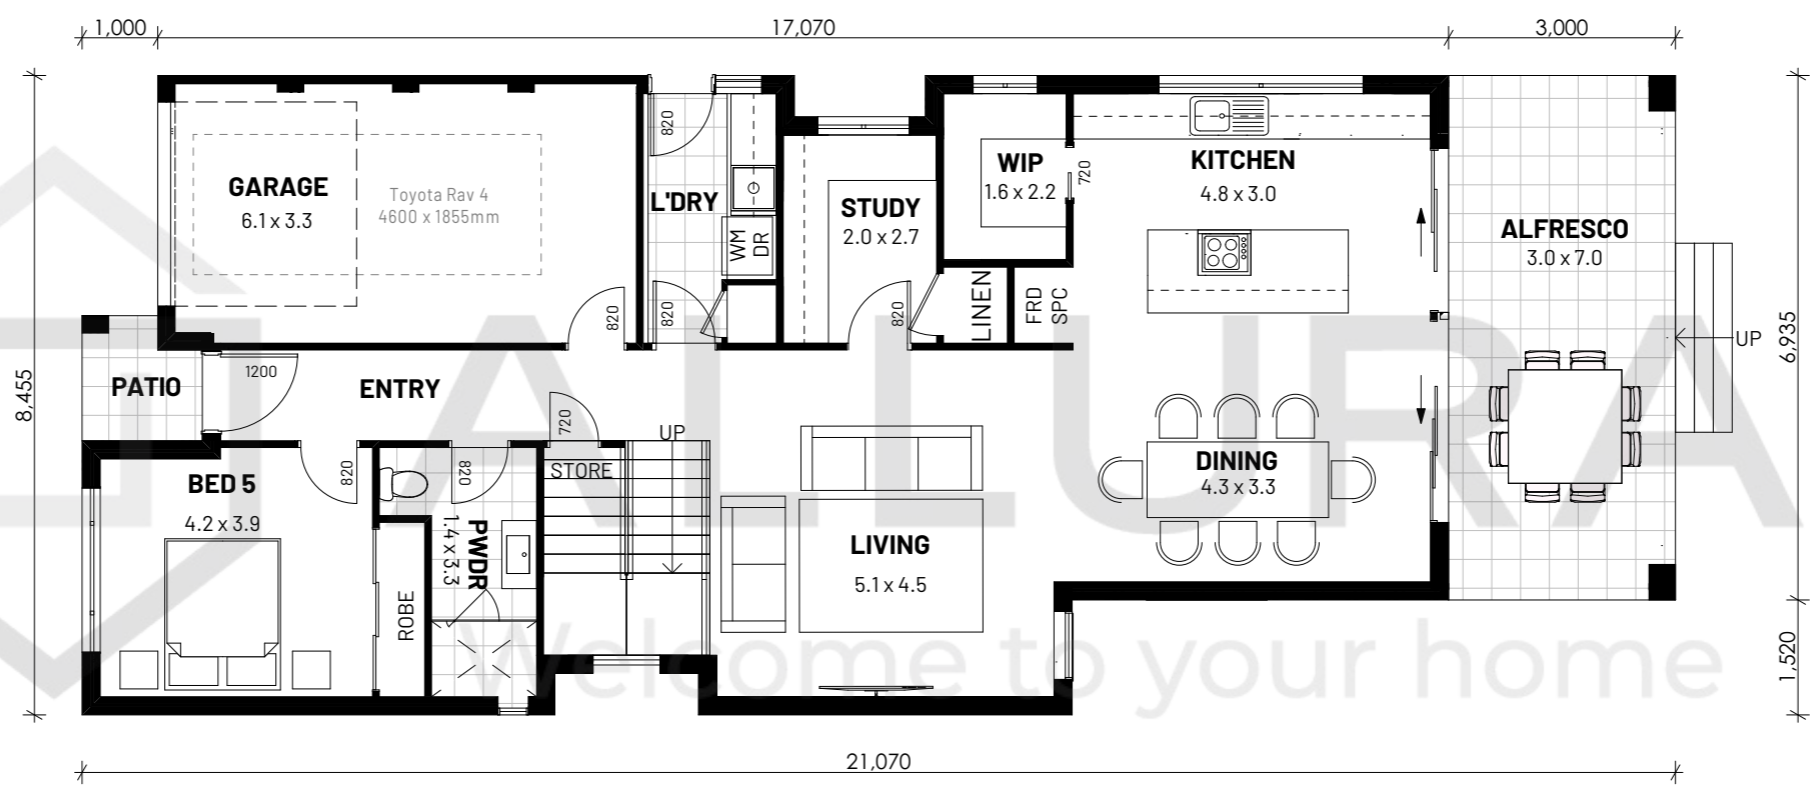 1,000
17,070
3,000
8,455
GARAGE
6.1 x 3.3
Toyota Rav 4
4600 x 1855mm
820
820
L'DRY
WM
DR
820
820
STUDY
2.0 x 2.7
820
LINEN
WIP
1.6 x 2.2
720
FRD
SPC
KITCHEN
4.8 x 3.0
ALFRESCO
3.0 x 7.0
UP
6,935
PATIO
1200
ENTRY
720
UP
STORE
BED 5
4.2 x 3.9
820
820
PWDR
1.4 x 3.3
ROBE
LIVING
5.1 x 4.5
DINING
4.3 x 3.3
1,520
21,070
ALLURA
Welcome to your home